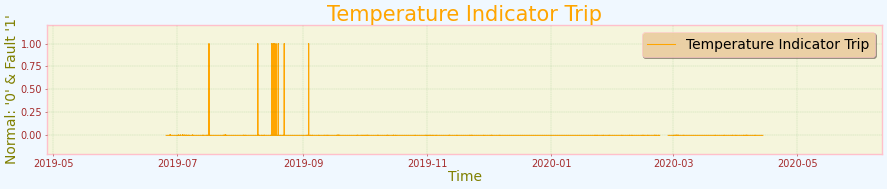 Temperature Indicator Trip
Normal: '0' & Fault '1'
1.00
0.75
0.50
0.25
0.00
Temperature Indicator Trip
2019-05 2019-07 2019-09 2019-11 2020-01 2020-03 2020-05
Time